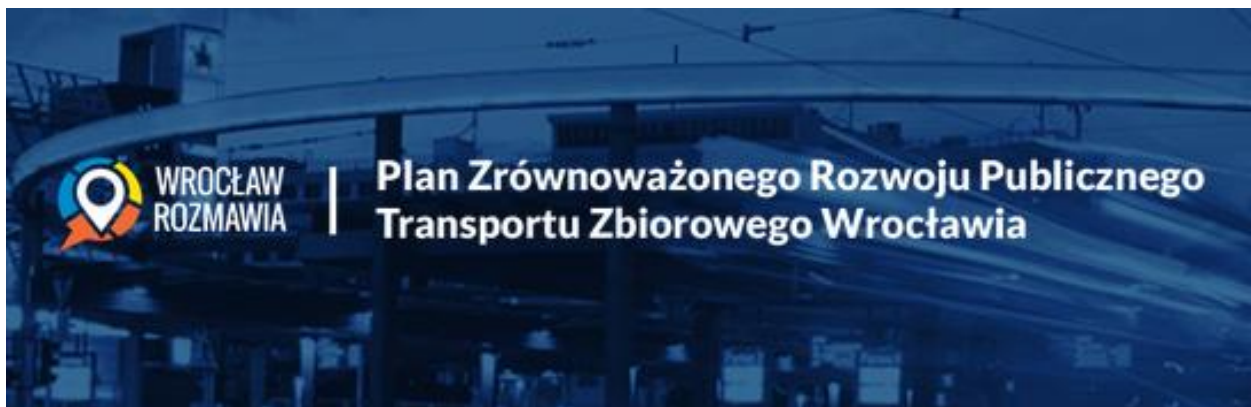 WROCŁAW
ROZMAWIA
Plan Zrównoważonego Rozwoju Publicznego
Transportu Zbiorowego Wrocławia